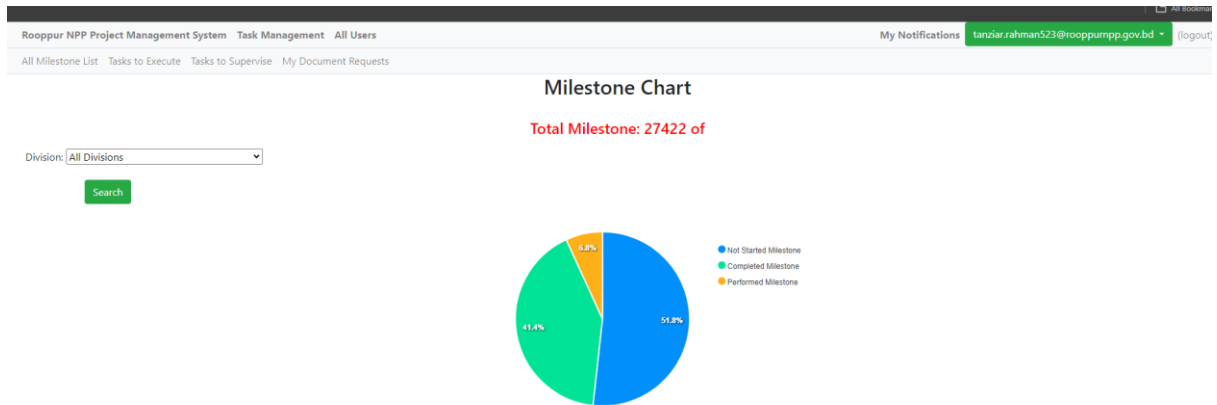 All Bookmar
Rooppur NPP Project Management System Task Management All Users My Notifications tanziar.rahman523@rooppurnpp.gov.bd (logout)
All Milestone List Tasks to Execute Tasks to Supervise My Document Requests
Milestone Chart
Total Milestone: 27422 of
Division: All Divisions
Search
6.8%
Not Started Milestone
Completed Milestone
Performed Milestone
41.4%
51.8%